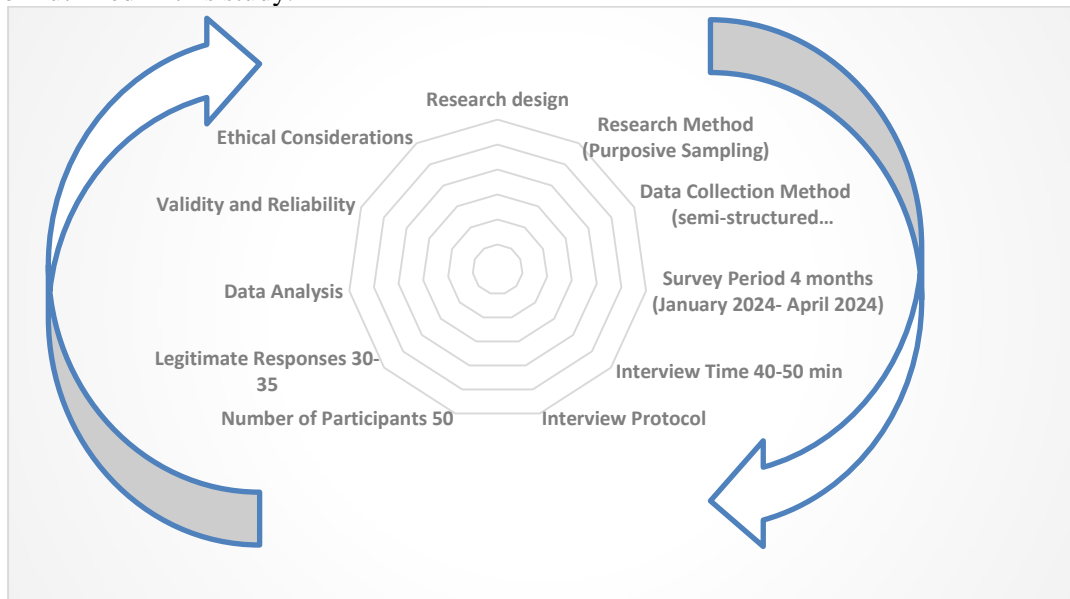 Research design
Research Method
(Purposive Sampling)
Data Collection Method
(semi-structured…
Survey Period 4 months
(January 2024- April 2024)
Interview Time 40-50 min
Interview Protocol
Number of Participants 50
Legitimate Responses 30-
35
Data Analysis
Validity and Reliability
Ethical Considerations